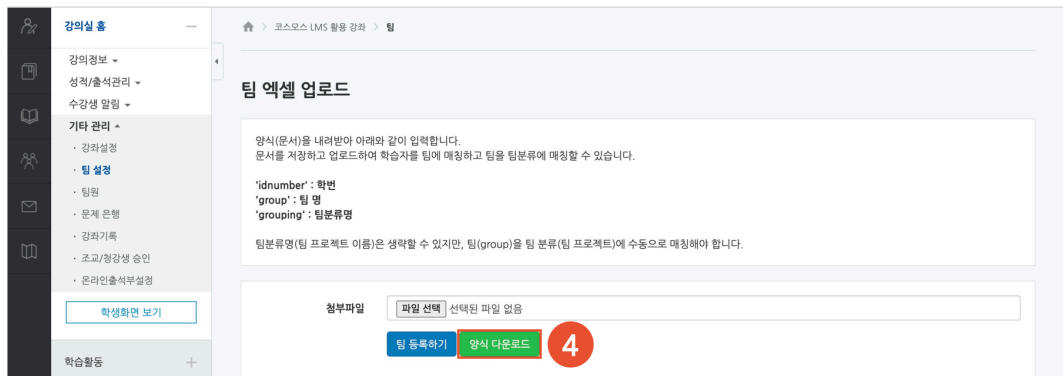 강의실 홈
강의정보
성적/출석관리
수강생 알림
기타 관리
· 강좌설정
· 팀 설정
· 팀원
· 문제 은행
· 강좌기록
· 조교/청강생 승인
· 온라인출석부설정
학생화면 보기
학습활동
코스모스 LMS 활용 강좌 > 팀
팀 엑셀 업로드
양식(문서)을 내려받아 아래와 같이 입력합니다.
문서를 저장하고 업로드하여 학습자를 팀에 매칭하고 팀을 팀분류에 매칭할 수 있습니다.
'idnumber' : 학번
'group' : 팀 명
'grouping' : 팀분류명
팀분류명(팀 프로젝트 이름)은 생략할 수 있지만, 팀(group)을 팀 분류(팀 프로젝트)에 수동으로 매칭해야 합니다.
첨부파일 파일 선택 선택된 파일 없음
팀 등록하기 양식 다운로드 4